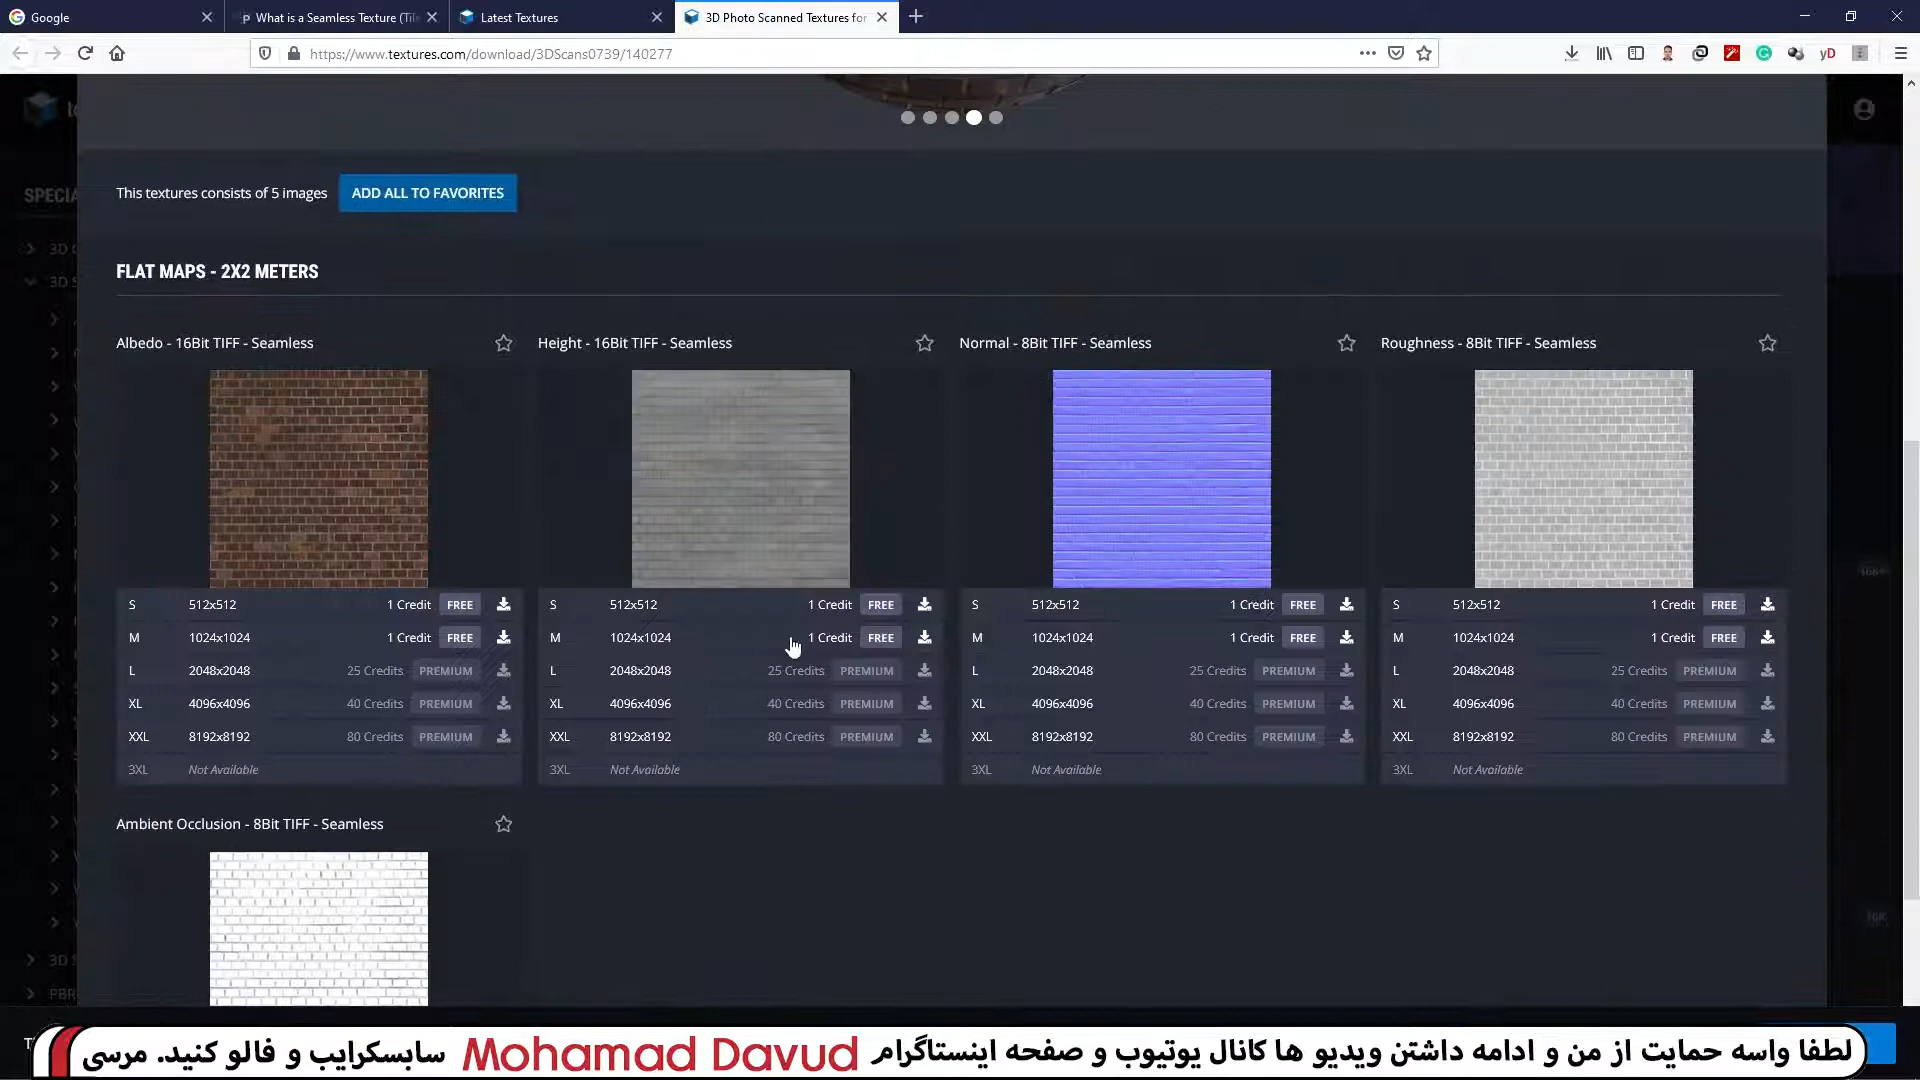 Google
What is a Seamless Texture (Til
Latest Textures
3D Photo Scanned Textures for
https://www.textures.com/download/3DScans0739/140277
yD
SPECIA
This textures consists of 5 images
ADD ALL TO FAVORITES
FLAT MAPS - 2X2 METERS
Albedo - 16Bit TIFF - Seamless
S 512x512 1 Credit FREE
M 1024x1024 1 Credit FREE
L 2048x2048 25 Credits PREMIUM
XL 4096x4096 40 Credits PREMIUM
XXL 8192x8192 80 Credits PREMIUM
3XL Not Available
Height - 16Bit TIFF - Seamless
S 512x512 1 Credit FREE
M 1024x1024 1 Credit FREE
L 2048x2048 25 Credits PREMIUM
XL 4096x4096 40 Credits PREMIUM
XXL 8192x8192 80 Credits PREMIUM
3XL Not Available
Normal - 8Bit TIFF - Seamless
S 512x512 1 Credit FREE
M 1024x1024 1 Credit FREE
L 2048x2048 25 Credits PREMIUM
XL 4096x4096 40 Credits PREMIUM
XXL 8192x8192 80 Credits PREMIUM
3XL Not Available
Roughness - 8Bit TIFF - Seamless
S 512x512 1 Credit FREE
M 1024x1024 1 Credit FREE
L 2048x2048 25 Credits PREMIUM
XL 4096x4096 40 Credits PREMIUM
XXL 8192x8192 80 Credits PREMIUM
3XL Not Available
Ambient Occlusion - 8Bit TIFF - Seamless
لطفا واسه حمایت از من و ادامه داشتن ویدیو ها کانال یوتیوب و صفحه اینستاگرام Mohamad Davud سابسکرایب و فالو کنید. مرسی